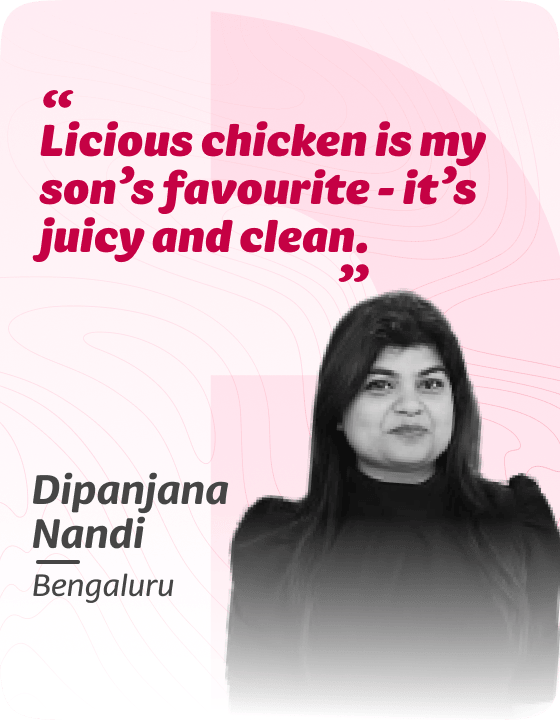 “
Licious chicken is my
son’s favourite - it’s
juicy and clean.
”
Dipanjana
Nandi
Bengaluru